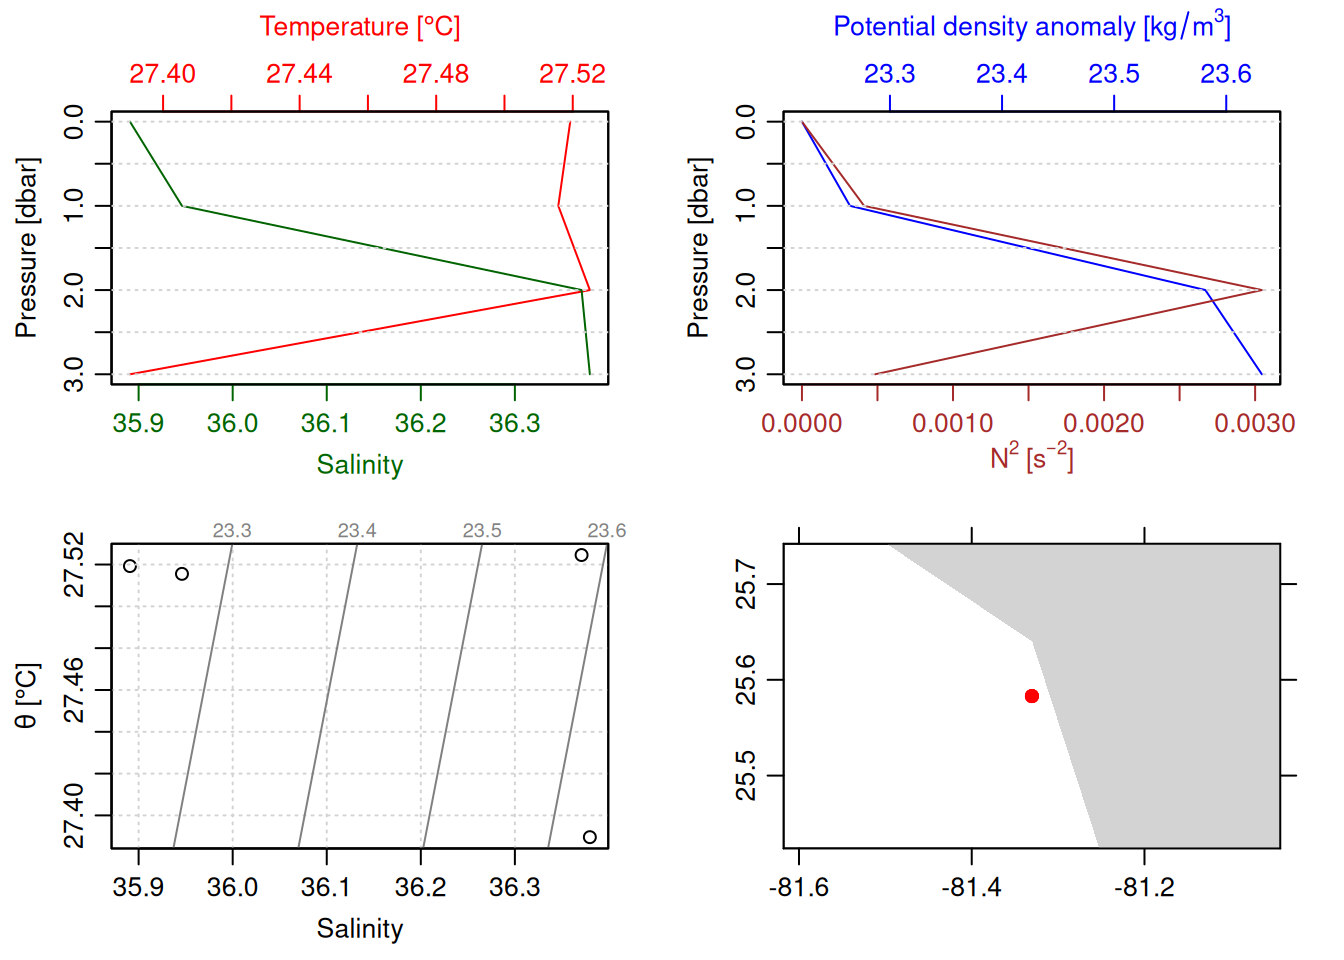 Temperature [°C]
27.40 27.44 27.48 27.52
Pressure [dbar]
0.0 1.0 2.0 3.0
35.9 36.0 36.1 36.2 36.3
Salinity
Potential density anomaly [kg/m³]
23.3 23.4 23.5 23.6
Pressure [dbar]
0.0 1.0 2.0 3.0
0.0000 0.0010 0.0020 0.0030
N² [s⁻²]
23.3 23.4 23.5 23.6
θ [°C]
27.52 27.46 27.40
35.9 36.0 36.1 36.2 36.3
Salinity
25.7 25.6 25.5
-81.6 -81.4 -81.2